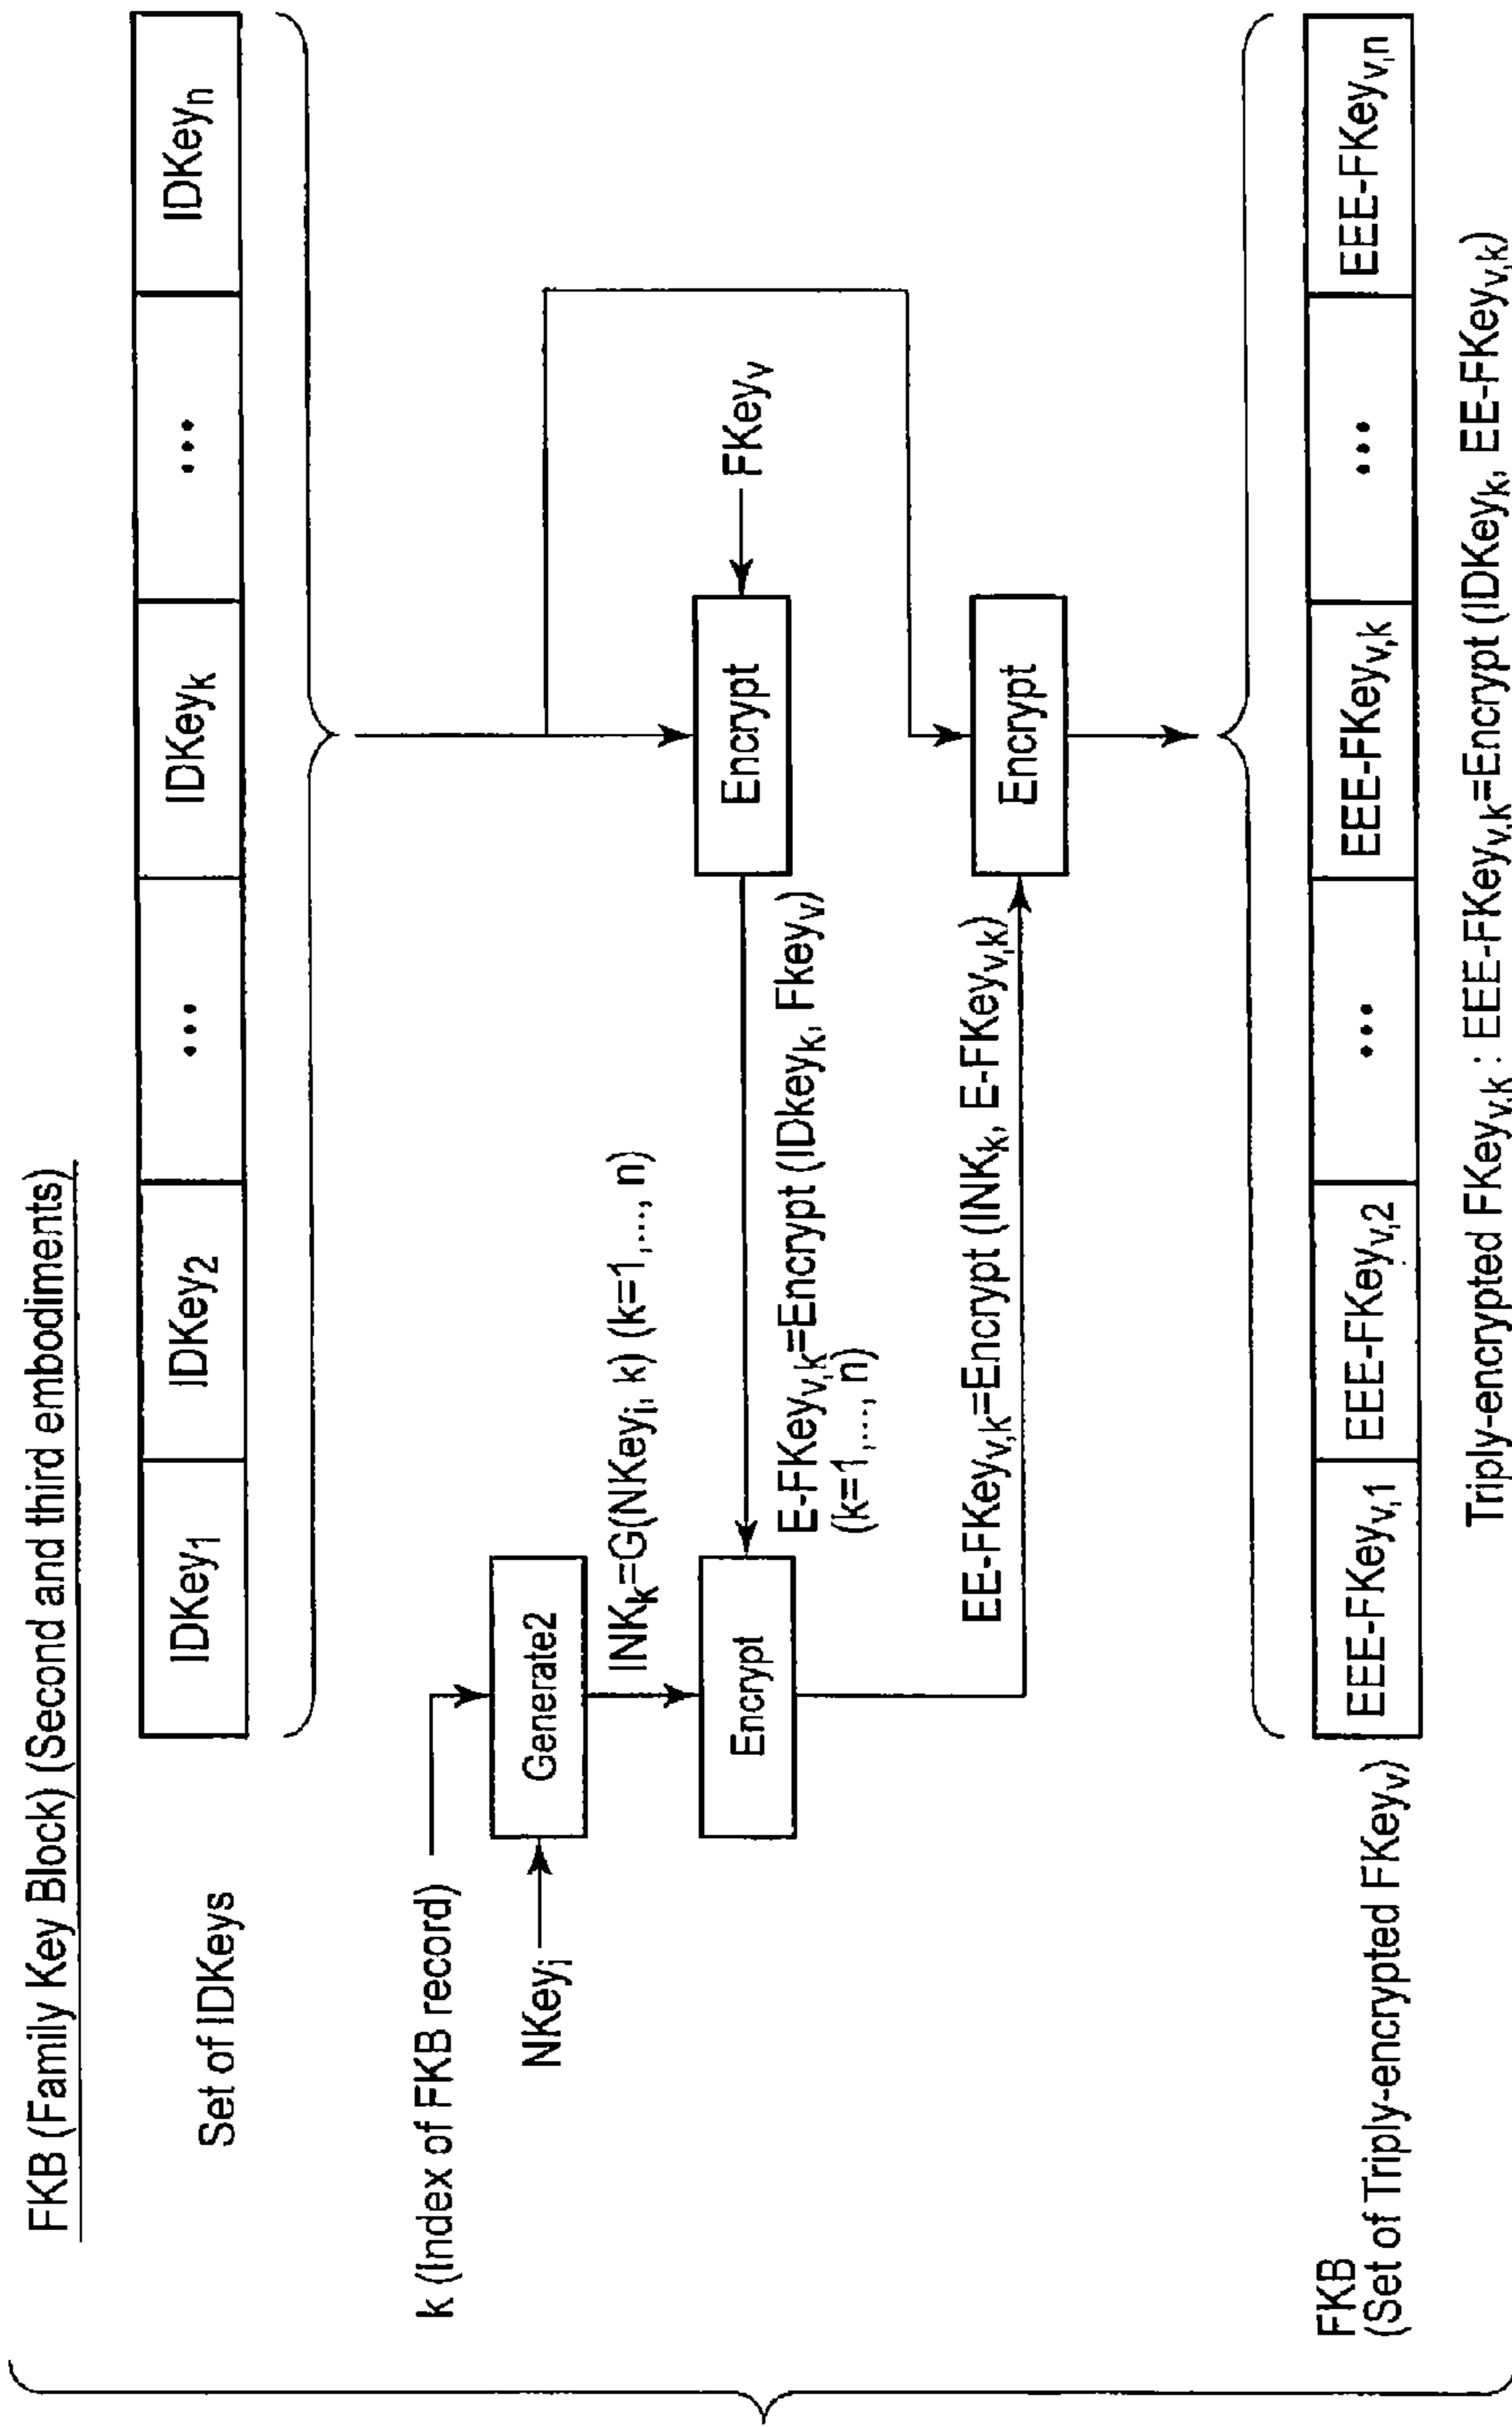 FKB (Family Key Block) (Second and third embodiments)
Set of IDKeys
IDKey1
IDKey2
...
IDKeyk
...
IDKeyn
k (Index of FKB record)
NKeyi
Generate2
INKk=G(NKeyi, k) (k=1,..., n)
Encrypt
E-FKeyv,k=Encrypt (IDkeyk, Fkeyv)
(k=1,..., n)
Encrypt
FKeyv
EE-FKeyv,k=Encrypt (INKk, E-FKeyv,k)
Encrypt
FKB
(Set of Triply-encrypted FKeyv)
EEE-FKeyv,1
EEE-FKeyv,2
...
EEE-FKeyv,k
...
EEE-FKeyv,n
Triply-encrypted FKeyv,k : EEE-FKeyv,k=Encrypt (IDKeyk, EE-FKeyv,k)